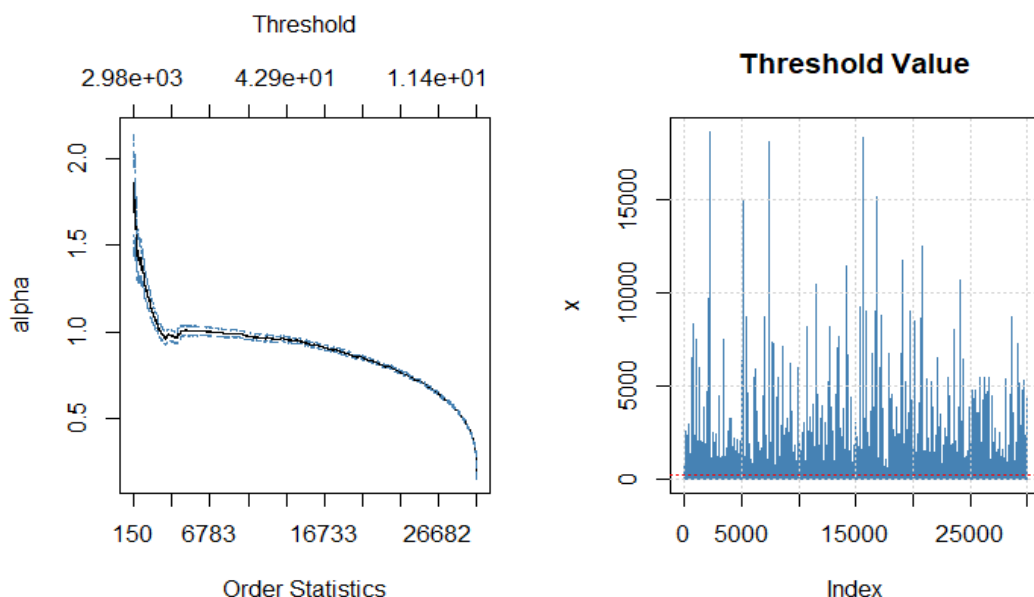 Threshold
2.98e+03 4.29e+01 1.14e+01
alpha
2.0
1.5
1.0
0.5
150 6783 16733 26682
Order Statistics
Threshold Value
x
15000
10000
5000
0
0 5000 15000 25000
Index